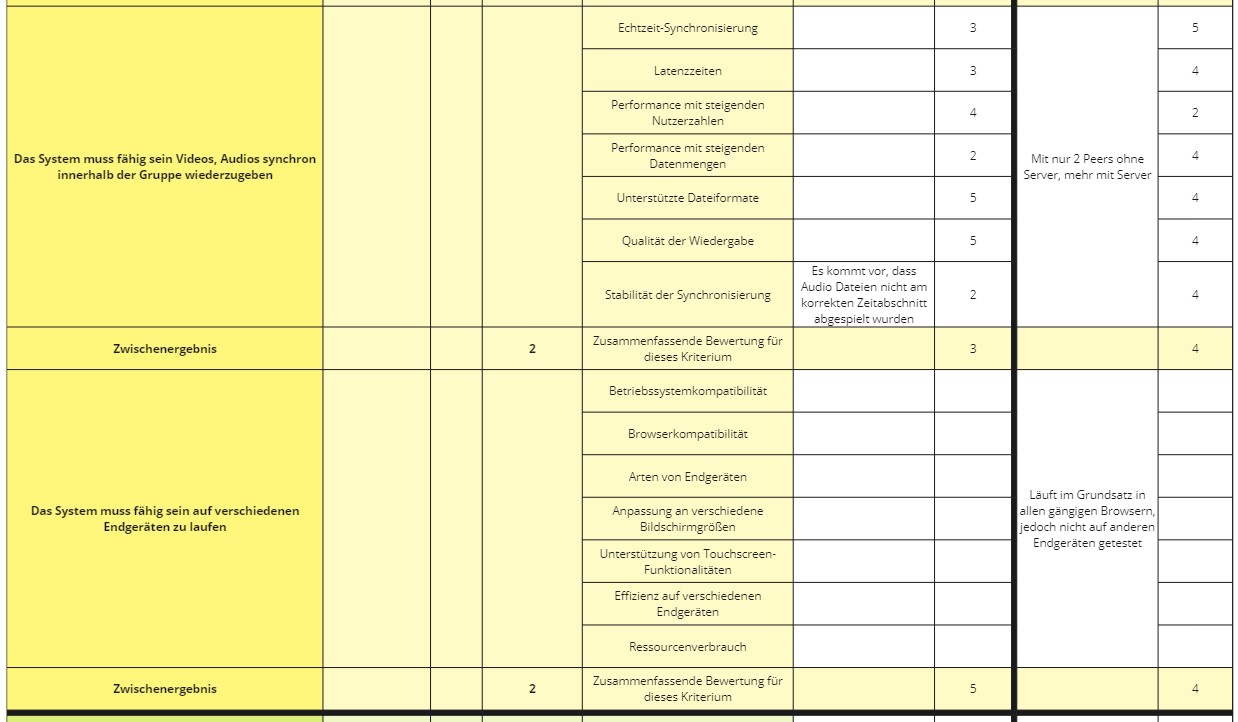 Echtzeit-Synchronisierung
3
5
Latenzzeiten
3
4
Performance mit steigenden
Nutzerzahlen
4
2
Das System muss fähig sein Videos, Audios synchron
innerhalb der Gruppe wiederzugeben
Performance mit steigenden
Datenmengen
2
Mit nur 2 Peers ohne
Server, mehr mit Server
4
Unterstützte Dateiformate
5
4
Qualität der Wiedergabe
5
4
Stabilität der Synchronisierung
Es kommt vor, dass
Audio Dateien nicht am
korrekten Zeitabschnitt
abgespielt wurden
2
4
Zwischenergebnis
2
Zusammenfassende Bewertung für
dieses Kriterium
3
4
Betriebssystemkompatibilität
Browserkompatibilität
Arten von Endgeräten
Das System muss fähig sein auf verschiedenen
Endgeräten zu laufen
Anpassung an verschiedene
Bildschirmgrößen
Läuft im Grundsatz in
allen gängigen Browsern,
jedoch nicht auf anderen
Endgeräten getestet
Unterstützung von Touchscreen-
Funktionalitäten
Effizienz auf verschiedenen
Endgeräten
Ressourcenverbrauch
Zwischenergebnis
2
Zusammenfassende Bewertung für
dieses Kriterium
5
4